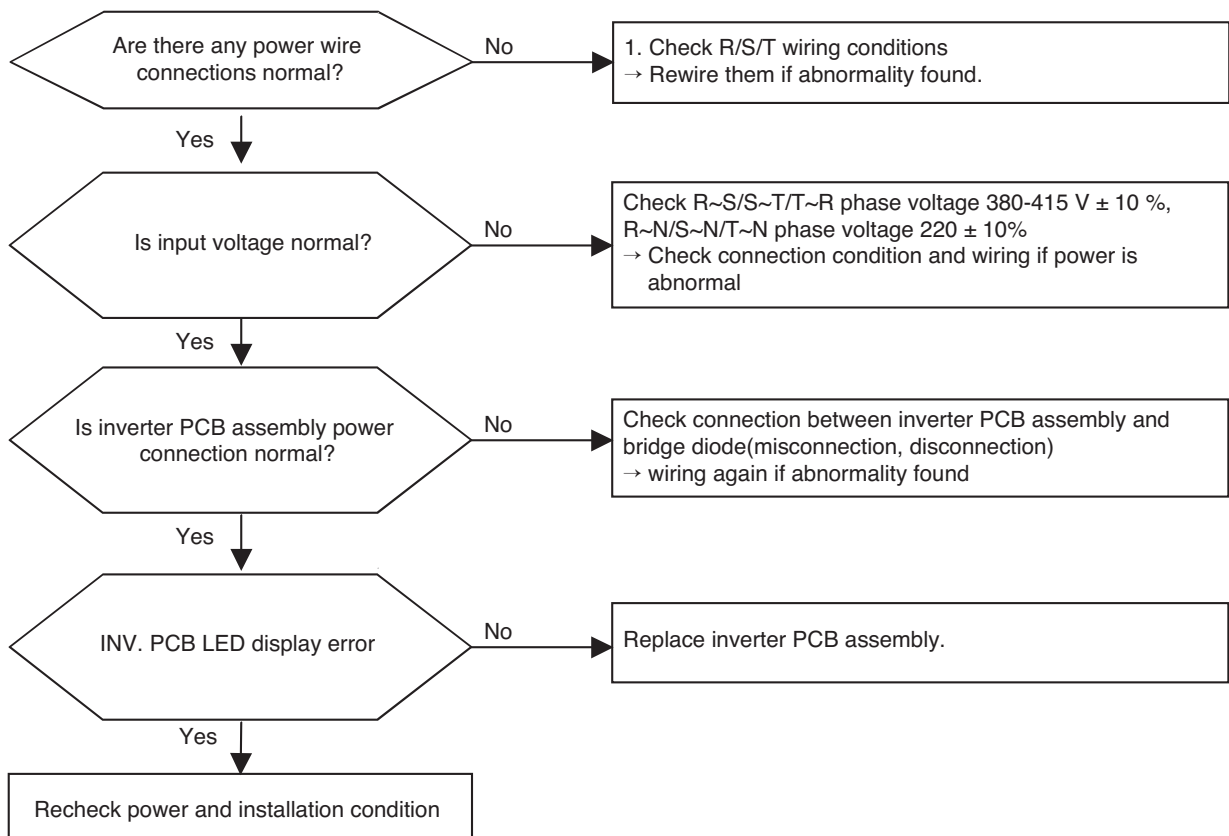 Are there any power wire
connections normal?
No
1. Check R/S/T wiring conditions
→ Rewire them if abnormality found.
Yes
Is input voltage normal?
No
Check R~S/S~T/T~R phase voltage 380-415 V ± 10 %,
R~N/S~N/T~N phase voltage 220 ± 10%
→ Check connection condition and wiring if power is
abnormal
Yes
Is inverter PCB assembly power
connection normal?
No
Check connection between inverter PCB assembly and
bridge diode(misconnection, disconnection)
→ wiring again if abnormality found
Yes
INV. PCB LED display error
No
Replace inverter PCB assembly.
Yes
Recheck power and installation condition